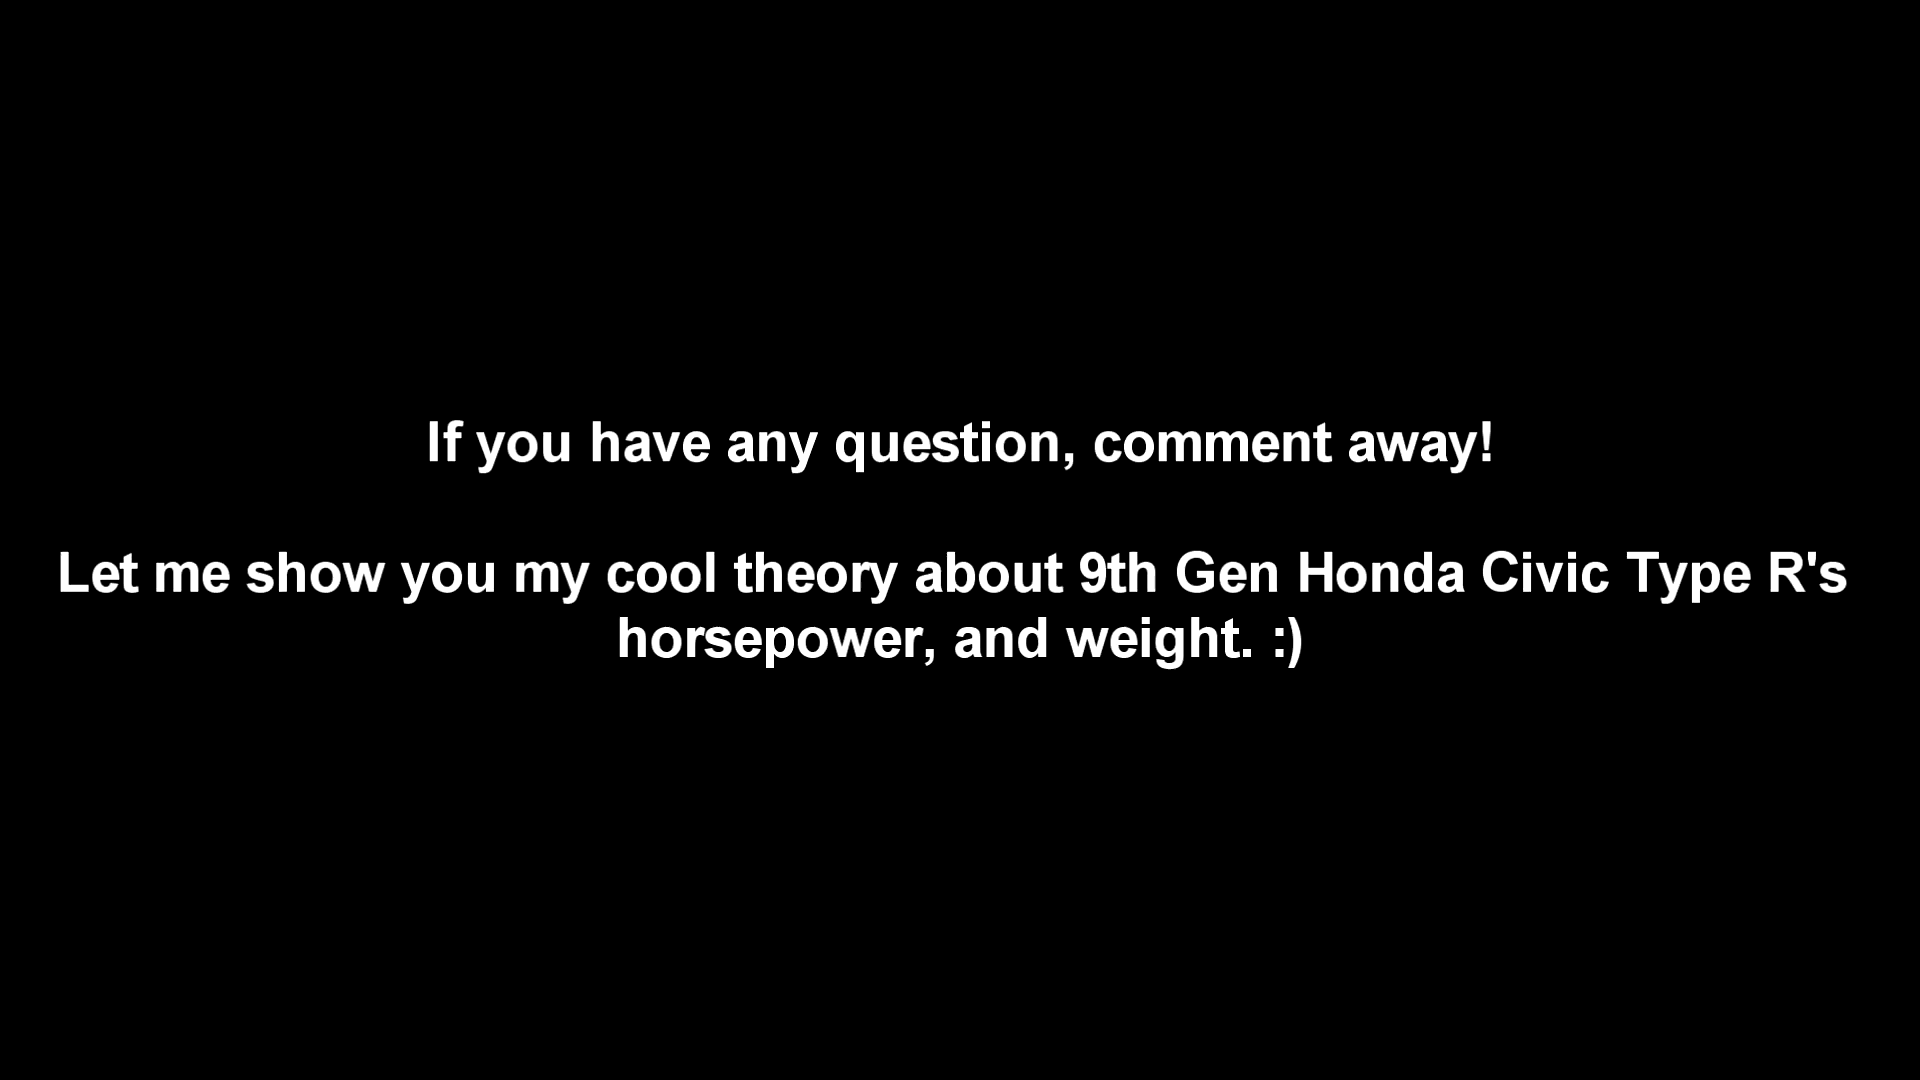 If you have any question, comment away!
Let me show you my cool theory about 9th Gen Honda Civic Type R's
horsepower, and weight. :)